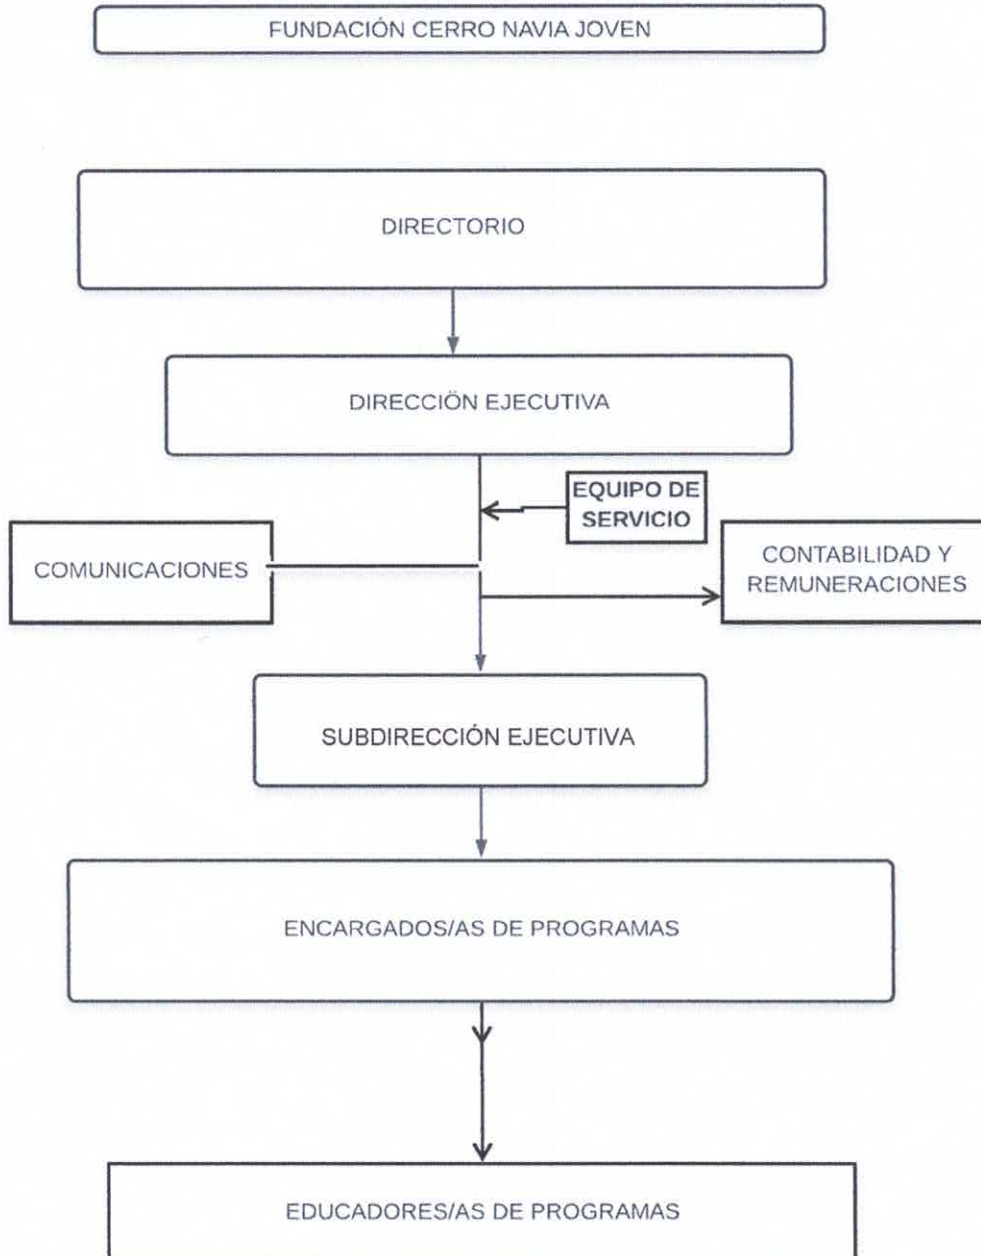 FUNDACIÓN CERRO NAVIA JOVEN
DIRECTORIO
DIRECCIÖN EJECUTIVA
EQUIPO DE
SERVICIO
COMUNICACIONES
CONTABILIDAD Y
REMUNERACIONES
SUBDIRECCIÓN EJECUTIVA
ENCARGADOS/AS DE PROGRAMAS
EDUCADORES/AS DE PROGRAMAS